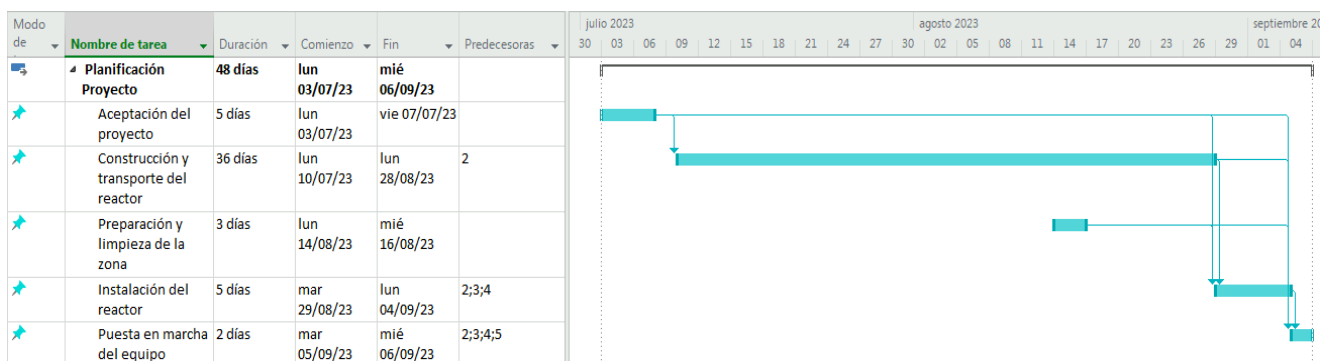 Modo de
Nombre de tarea
Duración
Comienzo
Fin
Predecesoras
julio 2023
agosto 2023
septiembre 20
30 03 06 09 12 15 18 21 24 27 30 02 05 08 11 14 17 20 23 26 29 01 04
Planificación
Proyecto
48 días
lun
03/07/23
mié
06/09/23
Aceptación del
proyecto
5 días
lun
03/07/23
vie 07/07/23
Construcción y
transporte del
reactor
36 días
lun
10/07/23
lun
28/08/23
2
Preparación y
limpieza de la
zona
3 días
lun
14/08/23
mié
16/08/23
Instalación del
reactor
5 días
mar
29/08/23
lun
04/09/23
2;3;4
Puesta en marcha
del equipo
2 días
mar
05/09/23
mié
06/09/23
2;3;4;5